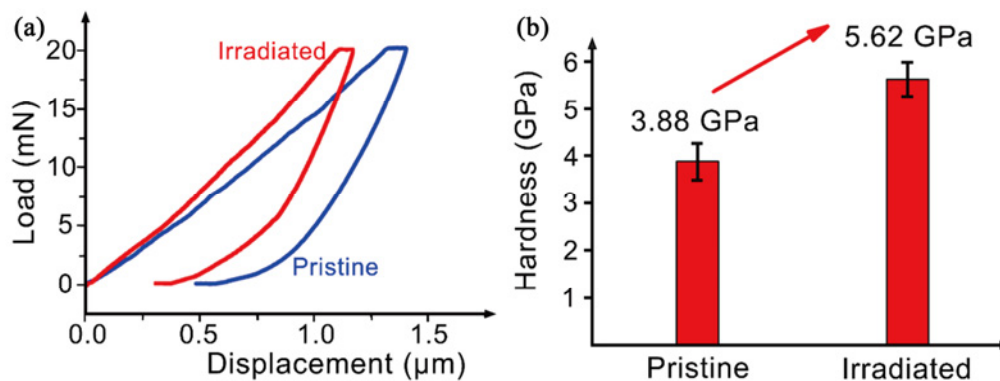 (a)
Load (mN)
20
15
10
5
0
Irradiated
Pristine
0.0 0.5 1.0 1.5
Displacement (μm)
(b)
Hardness (GPa)
6
5
4
3
2
1
3.88 GPa
5.62 GPa
Pristine Irradiated